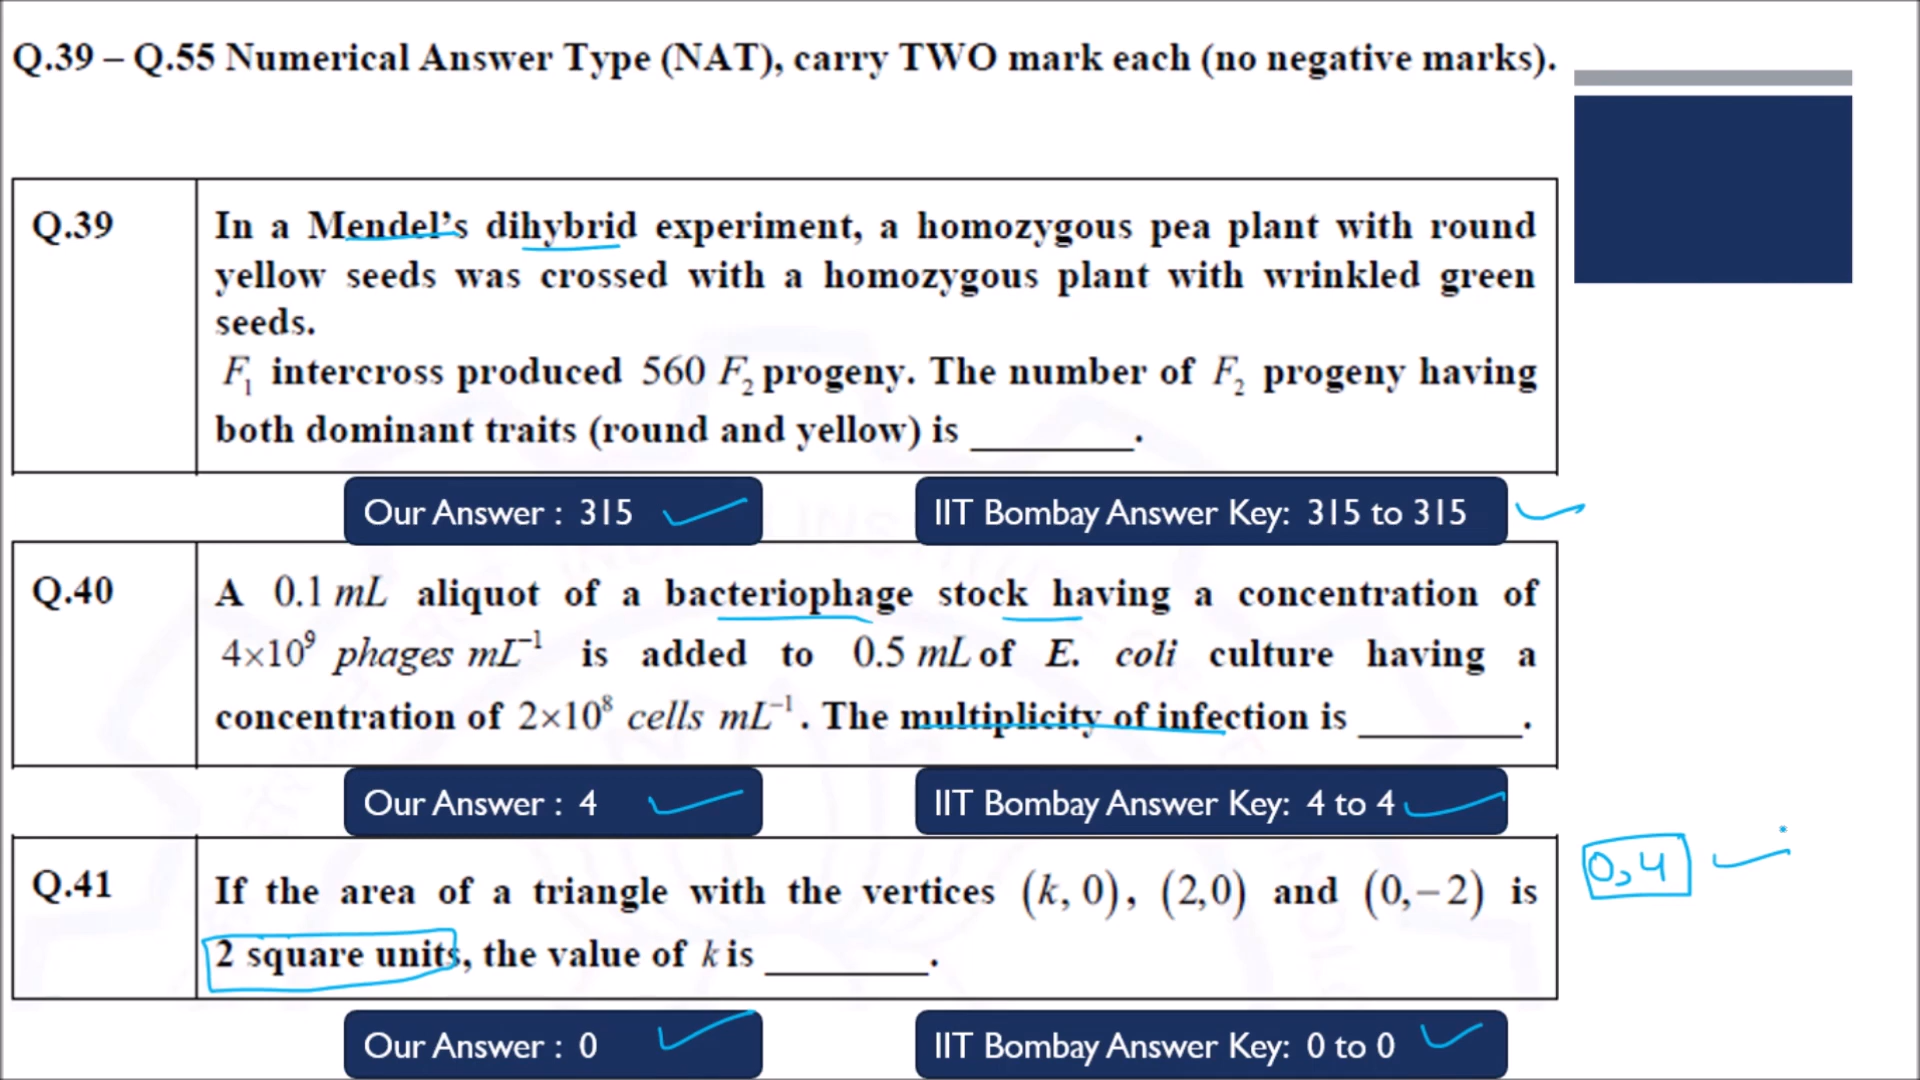 Q.39 – Q.55 Numerical Answer Type (NAT), carry TWO mark each (no negative marks).
Q.39
In a Mendel’s dihybrid experiment, a homozygous pea plant with round
yellow seeds was crossed with a homozygous plant with wrinkled green
seeds.
F₁ intercross produced 560 F₂ progeny. The number of F₂ progeny having
both dominant traits (round and yellow) is ________.
Our Answer : 315
IIT Bombay Answer Key: 315 to 315
Q.40
A 0.1 mL aliquot of a bacteriophage stock having a concentration of
4×10⁹ phages mL⁻¹ is added to 0.5 mL of E. coli culture having a
concentration of 2×10⁸ cells mL⁻¹. The multiplicity of infection is ________.
Our Answer : 4
IIT Bombay Answer Key: 4 to 4
Q.41
If the area of a triangle with the vertices (k, 0), (2,0) and (0,−2) is
2 square units, the value of k is ________.
0,4
Our Answer : 0
IIT Bombay Answer Key: 0 to 0